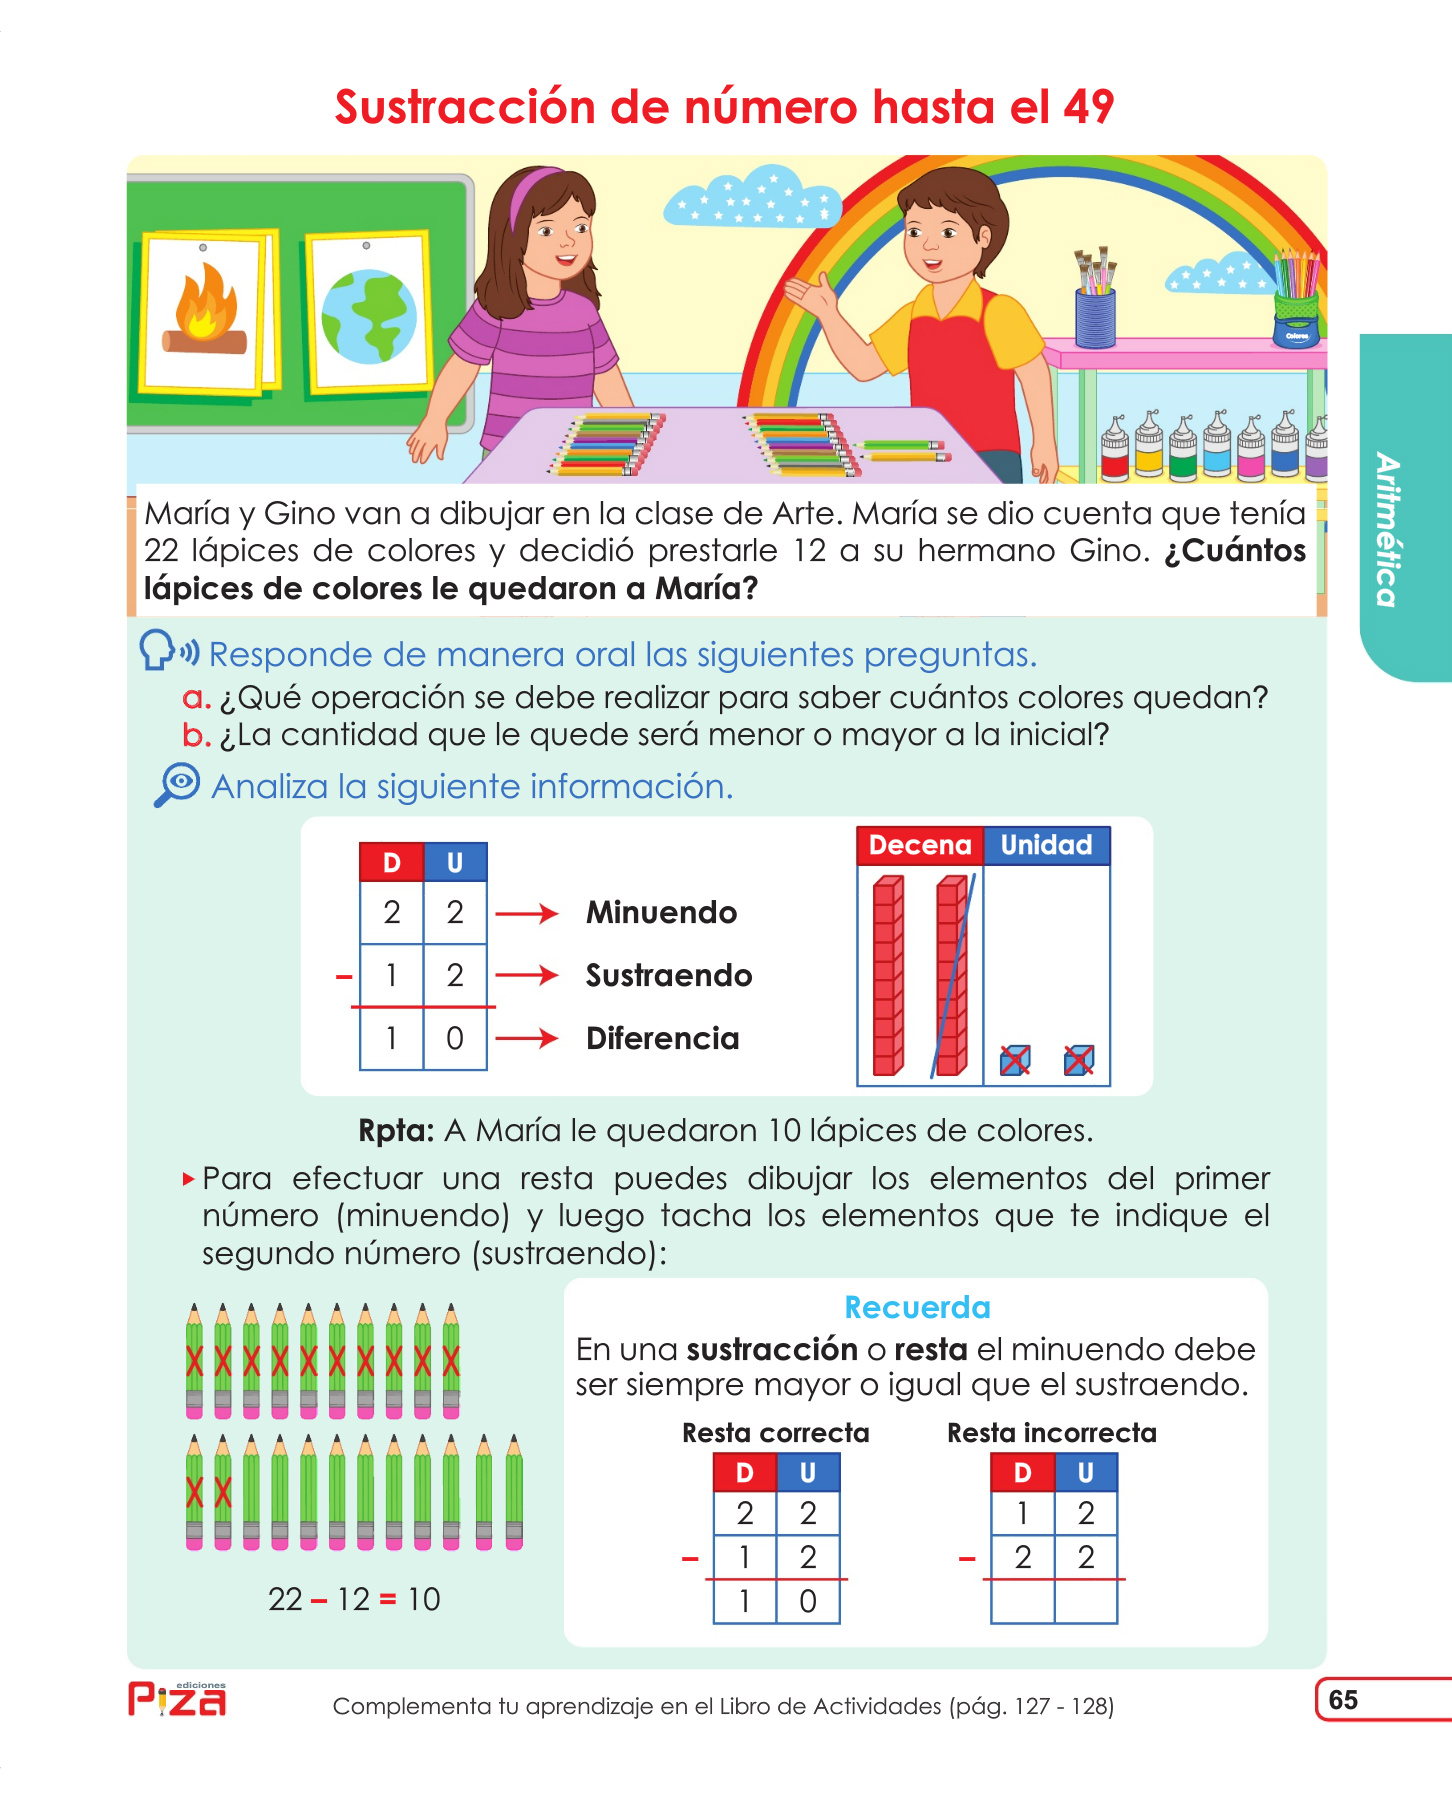 Sustracción de número hasta el 49
Colores
María y Gino van a dibujar en la clase de Arte. María se dio cuenta que tenía
22 lápices de colores y decidió prestarle 12 a su hermano Gino. ¿Cuántos
lápices de colores le quedaron a María?
Aritmética
Responde de manera oral las siguientes preguntas.
a. ¿Qué operación se debe realizar para saber cuántos colores quedan?
b. ¿La cantidad que le quede será menor o mayor a la inicial?
Analiza la siguiente información.
D U
2 2 Minuendo
- 1 2 Sustraendo
1 0 Diferencia
Decena Unidad
Rpta: A María le quedaron 10 lápices de colores.
Para efectuar una resta puedes dibujar los elementos del primer
número (minuendo) y luego tacha los elementos que te indique el
segundo número (sustraendo):
22 - 12 = 10
Recuerda
En una sustracción o resta el minuendo debe
ser siempre mayor o igual que el sustraendo.
Resta correcta
D U
2 2
- 1 2
1 0
Resta incorrecta
D U
1 2
- 2 2
ediciones
Piza
Complementa tu aprendizaje en el Libro de Actividades (pág. 127 - 128)
65